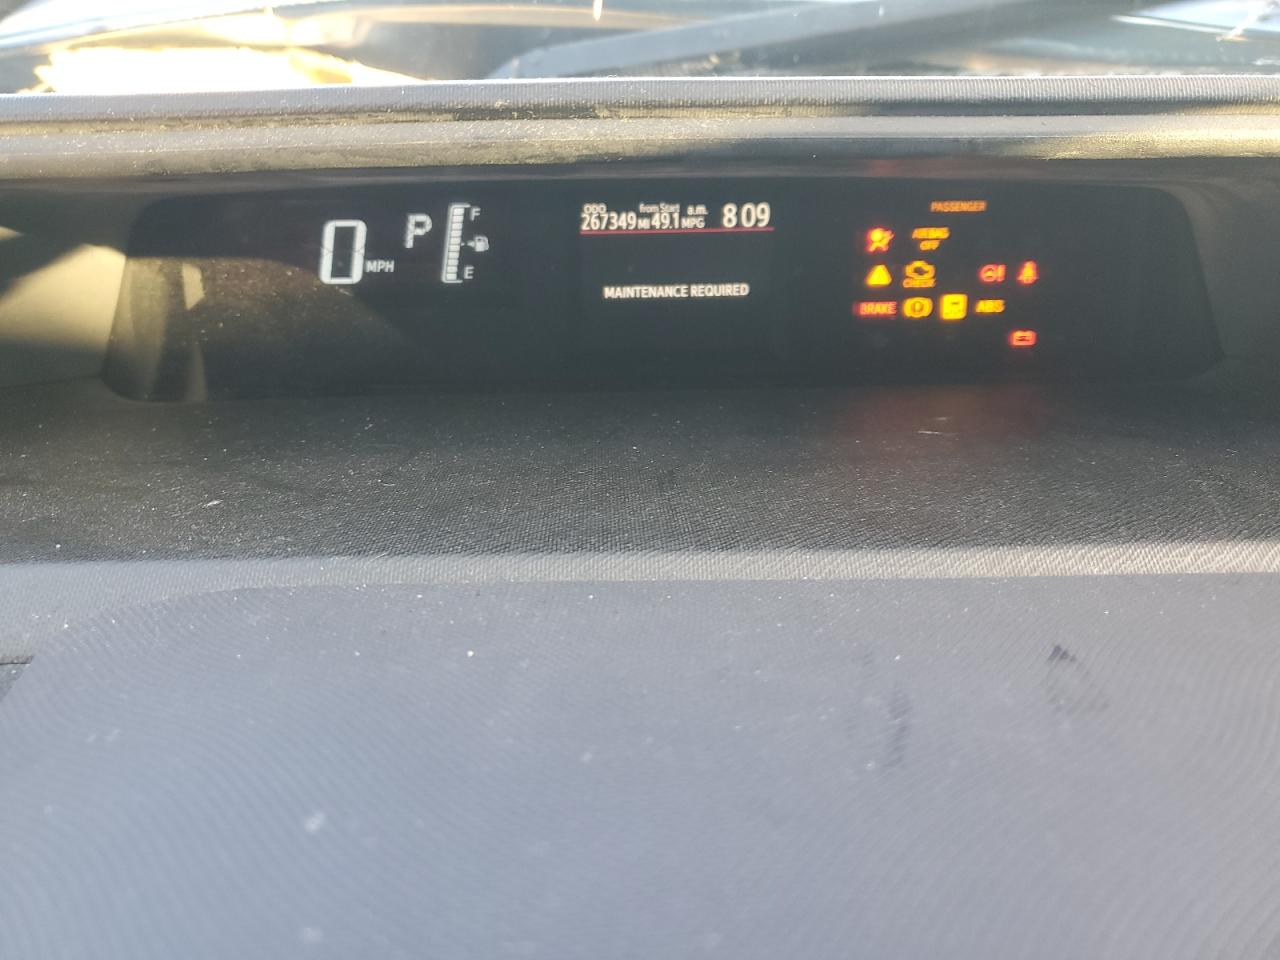 0 MPH
P
F
E
ODO from Start a.m.
267349 MI 49.1 MPG 8 09
MAINTENANCE REQUIRED
PASSENGER
AIRBAG
OFF
CHECK
BRAKE ABS